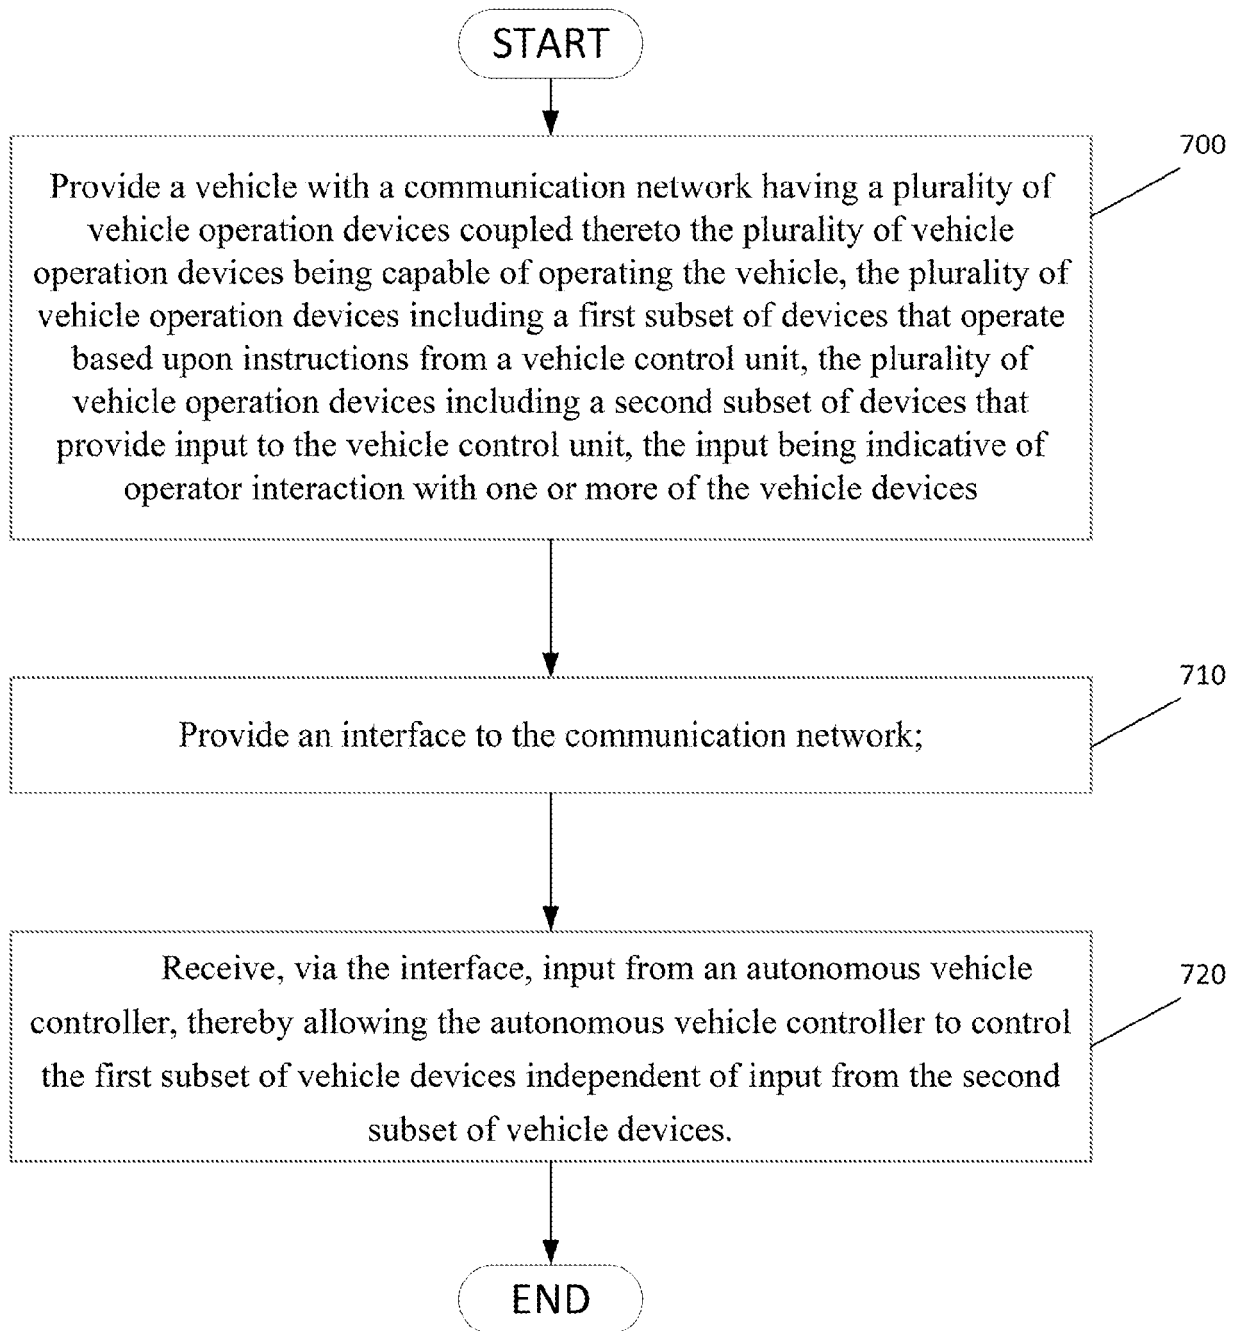 START
700
Provide a vehicle with a communication network having a plurality of
vehicle operation devices coupled thereto the plurality of vehicle
operation devices being capable of operating the vehicle, the plurality of
vehicle operation devices including a first subset of devices that operate
based upon instructions from a vehicle control unit, the plurality of
vehicle operation devices including a second subset of devices that
provide input to the vehicle control unit, the input being indicative of
operator interaction with one or more of the vehicle devices
710
Provide an interface to the communication network;
720
Receive, via the interface, input from an autonomous vehicle
controller, thereby allowing the autonomous vehicle controller to control
the first subset of vehicle devices independent of input from the second
subset of vehicle devices.
END